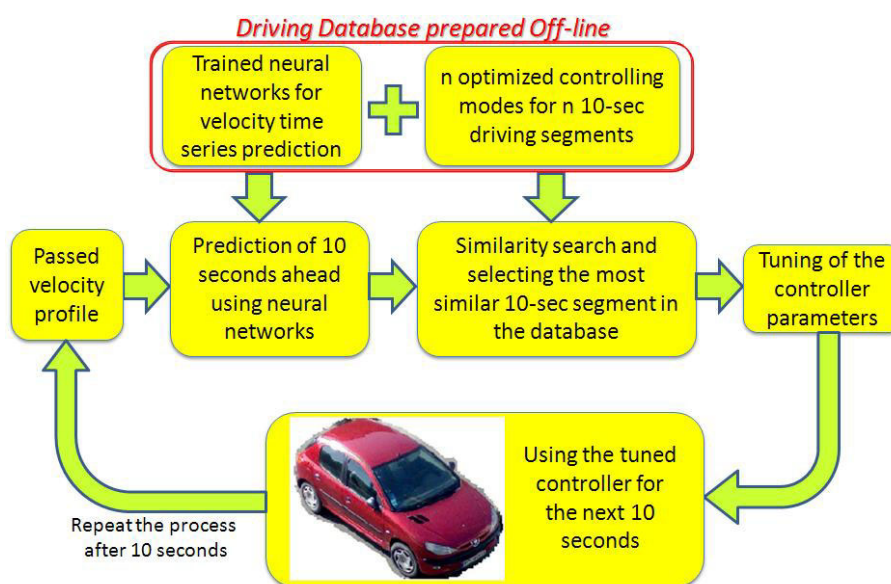 Driving Database prepared Off-line
Trained neural
networks for
velocity time
series prediction
n optimized controlling
modes for n 10-sec
driving segments
Passed
velocity
profile
Prediction of 10
seconds ahead
using neural
networks
Similarity search and
selecting the most
similar 10-sec segment in
the database
Tuning of the
controller
parameters
Using the tuned
controller for
the next 10
seconds
Repeat the process
after 10 seconds